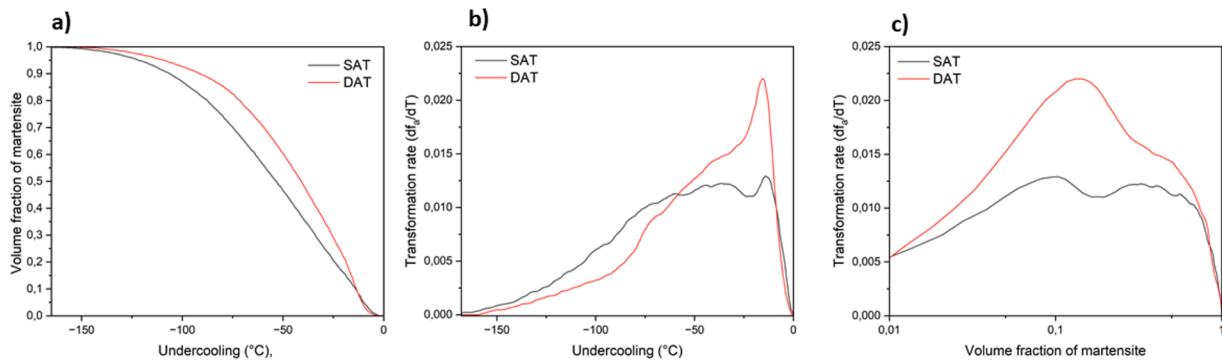 a)
1,0
0,9
0,8
0,7
0,6
0,5
0,4
0,3
0,2
0,1
0,0
Volume fraction of martensite
SAT
DAT
−150
−100
−50
0
Undercooling (°C),
b)
0,025
0,020
0,015
0,010
0,005
0,000
Transformation rate (dfₐ/dT)
SAT
DAT
−150
−100
−50
0
Undercooling (°C)
c)
0,025
0,020
0,015
0,010
0,005
0,000
Transformation rate (dfₐ/dT)
SAT
DAT
0,01
0,1
1
Volume fraction of martensite